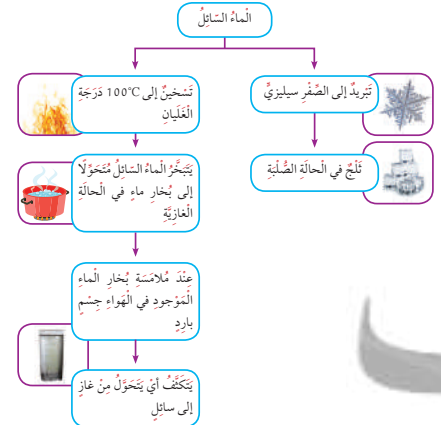 الْماءُ السّائِلُ
تَبْريدٌ إلى الصِّفْرِ سيليزيِّ
ثَلْجٌ في الْحالَةِ الصُّلْبَةِ
تَسْخينٌ إلى 100°C دَرَجَةِ
الْغَلَيانِ
يَتَبَخَّرُ الْماءُ السّائِلُ مُتَحَوِّلًا
إلى بُخارِ ماءٍ في الْحالَةِ
الْغازِيَّةِ
عِنْدَ مُلامَسَةِ بُخارِ الْماءِ
الْمَوْجودِ في الْهَواءِ جِسْمٍ
بارِدٍ
يَتَكَثَّفُ أيْ يَتَحَوَّلُ مِنْ غازٍ
إلى سائِلٍ